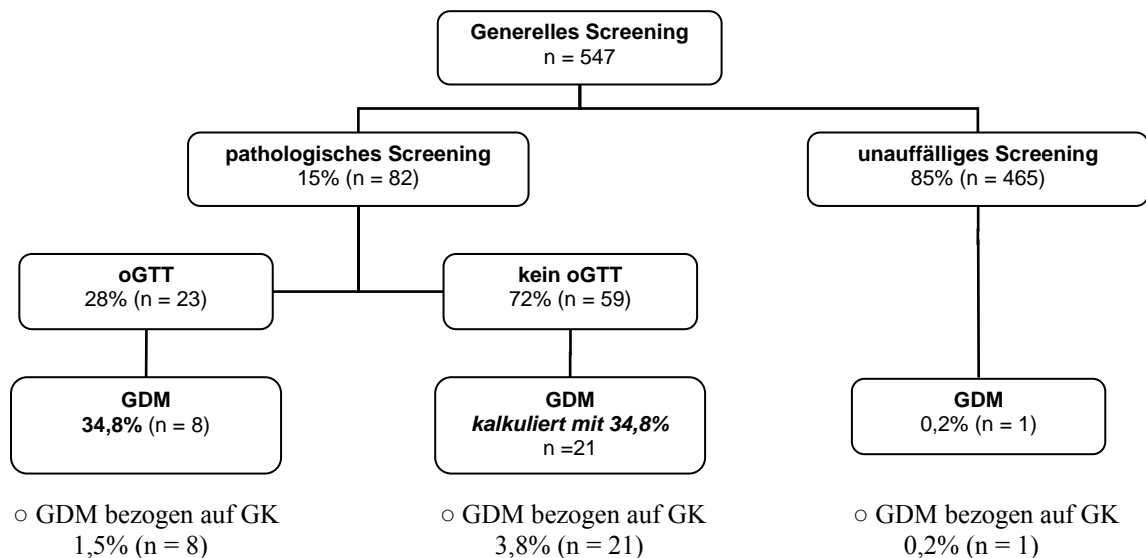 Generelles Screening
n = 547
pathologisches Screening
15% (n = 82)
unauffälliges Screening
85% (n = 465)
oGTT
28% (n = 23)
kein oGTT
72% (n = 59)
GDM
34,8% (n = 8)
GDM
kalkuliert mit 34,8%
n =21
GDM
0,2% (n = 1)
○ GDM bezogen auf GK
1,5% (n = 8)
○ GDM bezogen auf GK
3,8% (n = 21)
○ GDM bezogen auf GK
0,2% (n = 1)